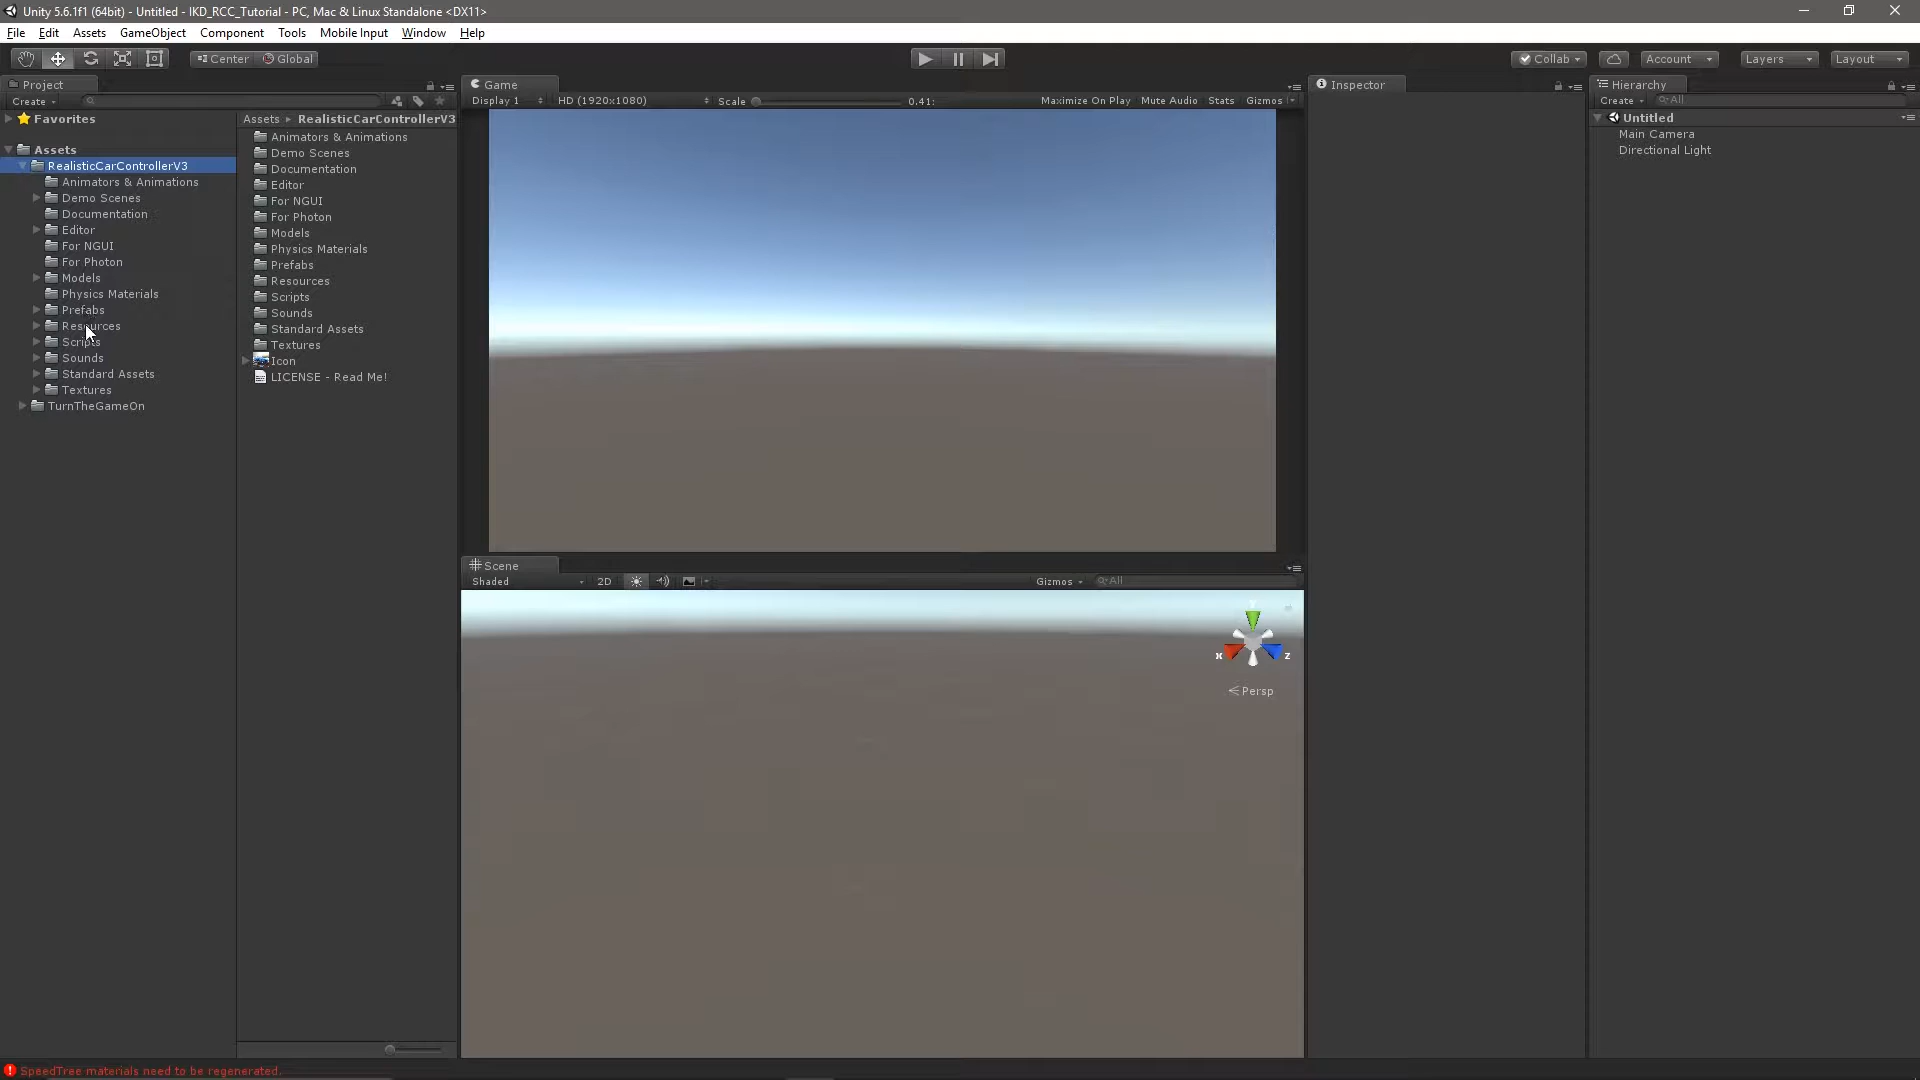 Unity 5.6.1f1 (64bit) - Untitled - IKD_RCC_Tutorial - PC, Mac & Linux Standalone <DX11>
File Edit Assets GameObject Component Tools Mobile Input Window Help
Center Global Collab Account Layers Layout
Project
Create
Favorites
Assets
RealisticCarControllerV3
Animators & Animations
Demo Scenes
Documentation
Editor
For NGUI
For Photon
Models
Physics Materials
Prefabs
Resources
Scripts
Sounds
Standard Assets
Textures
TurnTheGameOn
Assets RealisticCarControllerV3
Animators & Animations
Demo Scenes
Documentation
Editor
For NGUI
For Photon
Models
Physics Materials
Prefabs
Resources
Scripts
Sounds
Standard Assets
Textures
Icon
LICENSE - Read Me!
Game
Display 1 HD (1920x1080) Scale 0.41: Maximize On Play Mute Audio Stats Gizmos
Scene
Shaded 2D Gizmos All
x z
Persp
Inspector
Hierarchy
Create All
Untitled
Main Camera
Directional Light
SpeedTree materials need to be regenerated.